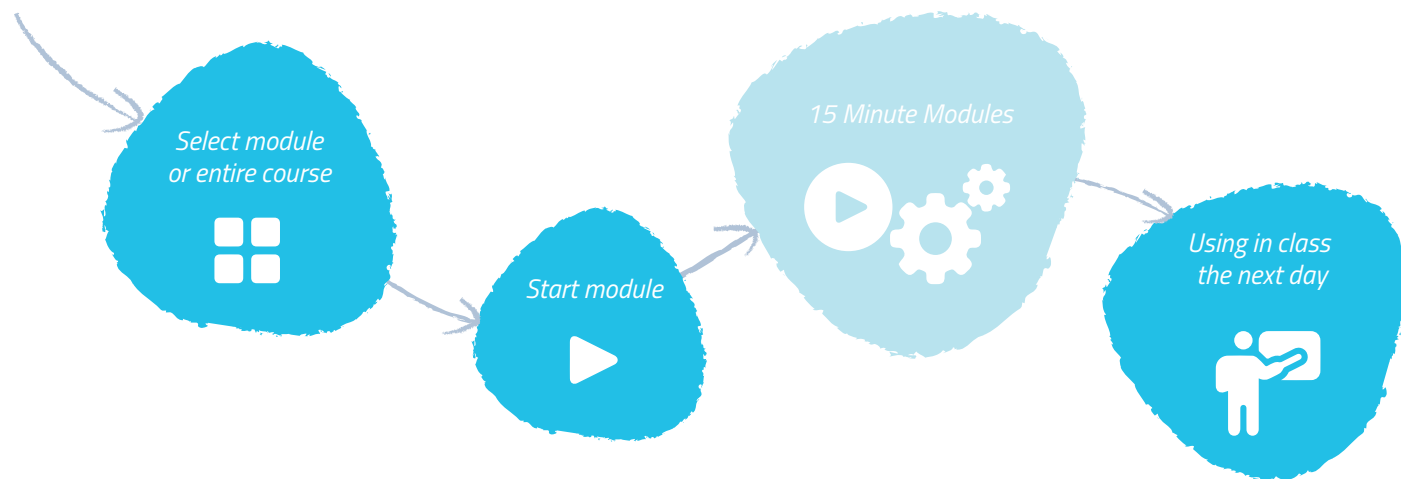 Select module
or entire course
Start module
15 Minute Modules
Using in class
the next day